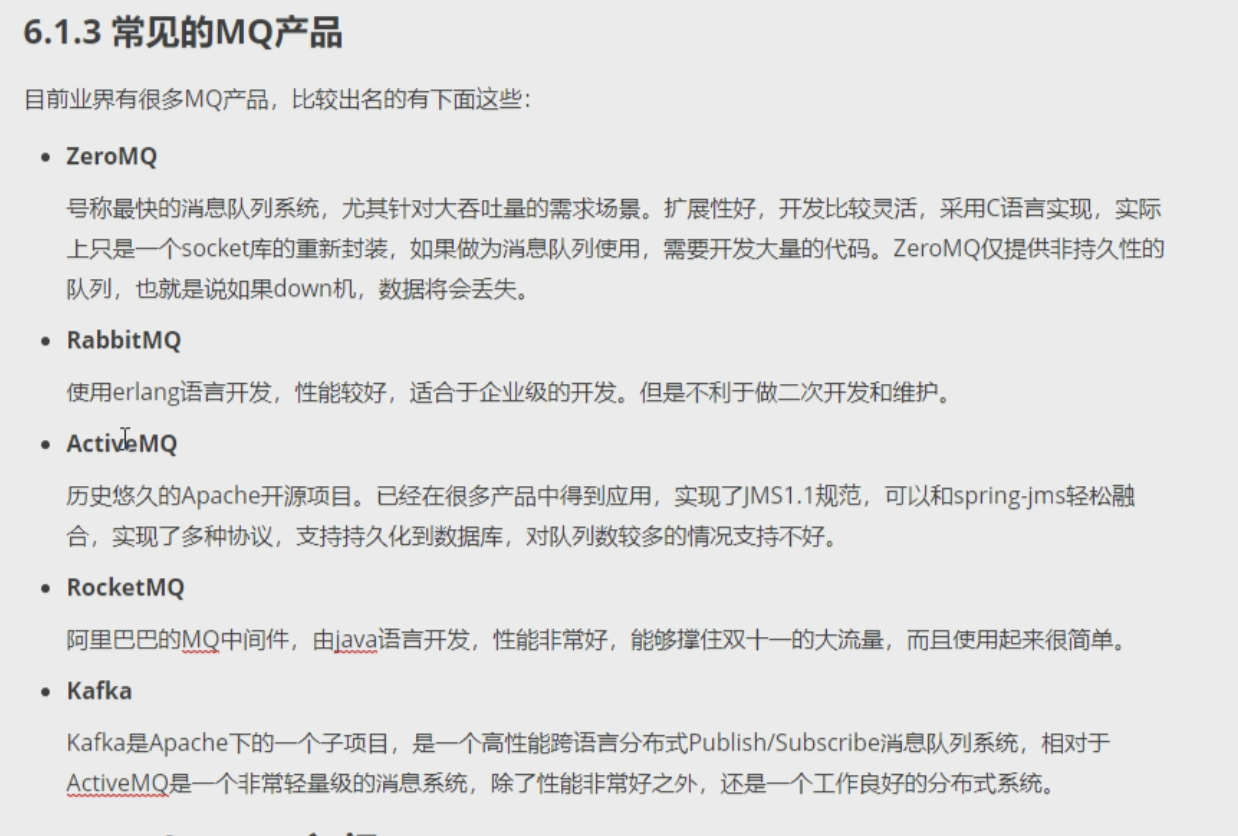 6.1.3 常见的MQ产品
目前业界有很多MQ产品，比较出名的有下面这些：
ZeroMQ
号称最快的消息队列系统，尤其针对大吞吐量的需求场景。扩展性好，开发比较灵活，采用C语言实现，实际
上只是一个socket库的重新封装，如果做为消息队列使用，需要开发大量的代码。ZeroMQ仅提供非持久性的
队列，也就是说如果down机，数据将会丢失。
RabbitMQ
使用erlang语言开发，性能较好，适合于企业级的开发。但是不利于做二次开发和维护。
ActiveMQ
历史悠久的Apache开源项目。已经在很多产品中得到应用，实现了JMS1.1规范，可以和spring-jms轻松融
合，实现了多种协议，支持持久化到数据库，对队列数较多的情况支持不好。
RocketMQ
阿里巴巴的MQ中间件，由java语言开发，性能非常好，能够撑住双十一的大流量，而且使用起来很简单。
Kafka
Kafka是Apache下的一个子项目，是一个高性能跨语言分布式Publish/Subscribe消息队列系统，相对于
ActiveMQ是一个非常轻量级的消息系统，除了性能非常好之外，还是一个工作良好的分布式系统。